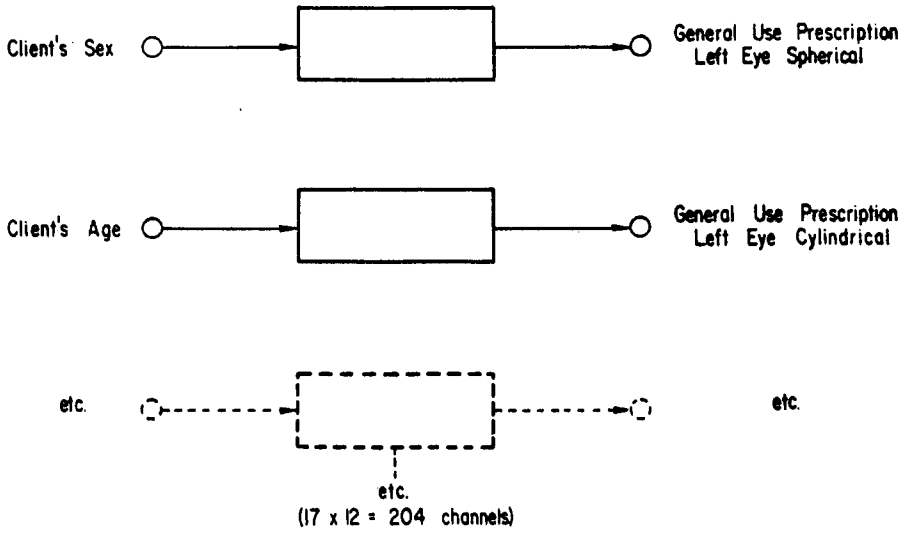 Client's Sex
General Use Prescription
Left Eye Spherical
Client's Age
General Use Prescription
Left Eye Cylindrical
etc.
etc.
etc.
(17 x 12 = 204 channels)